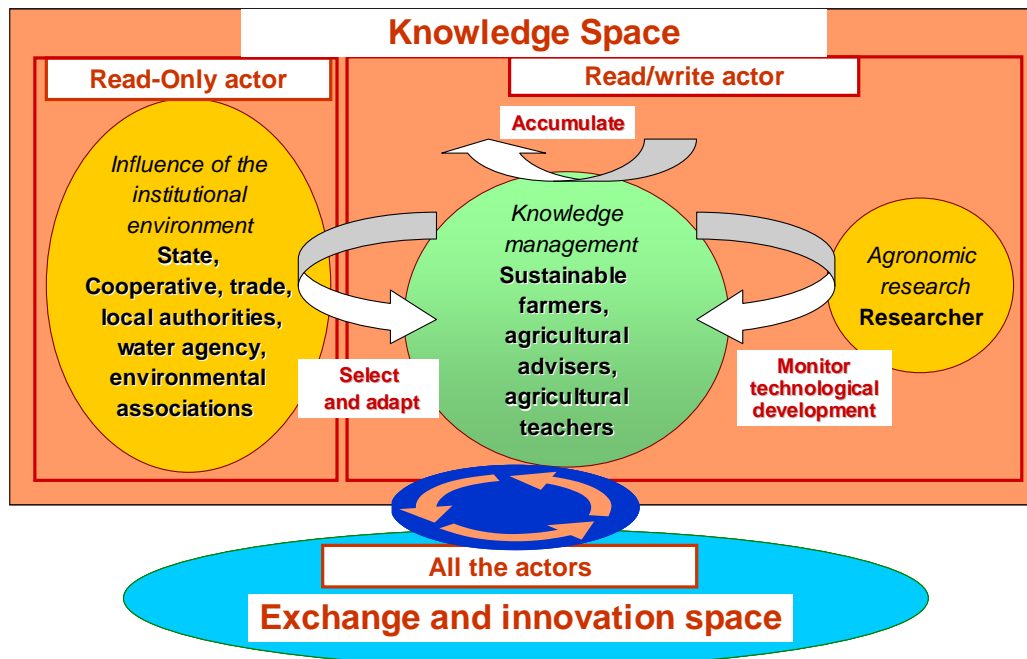 Knowledge Space
Read-Only actor
Read/write actor
Accumulate
Influence of the
institutional
environment
State,
Cooperative, trade,
local authorities,
water agency,
environmental
associations
Select
and adapt
Knowledge
management
Sustainable
farmers,
agricultural
advisers,
agricultural
teachers
Agronomic
research
Researcher
Monitor
technological
development
All the actors
Exchange and innovation space